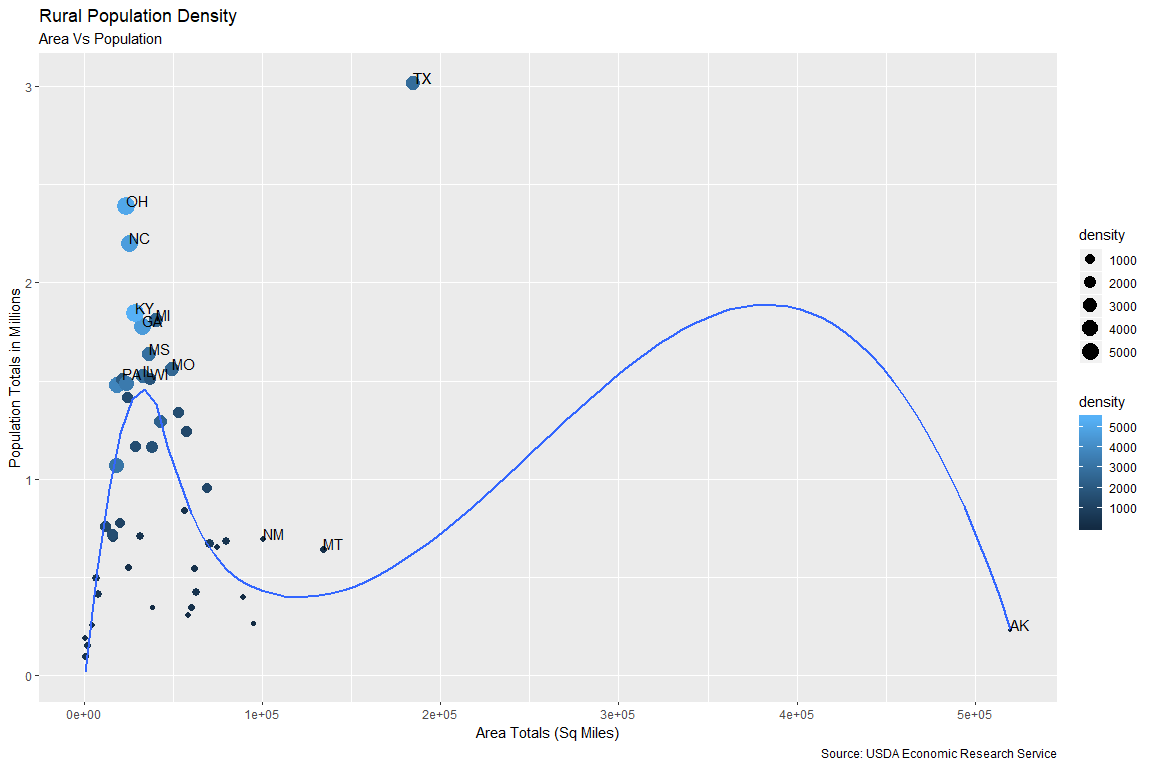 Rural Population Density
Area Vs Population
Population Totals in Millions
3
2
1
0
TX
OH
NC
KY
MI
GA
MS
MO
PA
IL
WI
NM
MT
AK
0e+00
1e+05
2e+05
3e+05
4e+05
5e+05
Area Totals (Sq Miles)
density
1000
2000
3000
4000
5000
density
5000
4000
3000
2000
1000
Source: USDA Economic Research Service